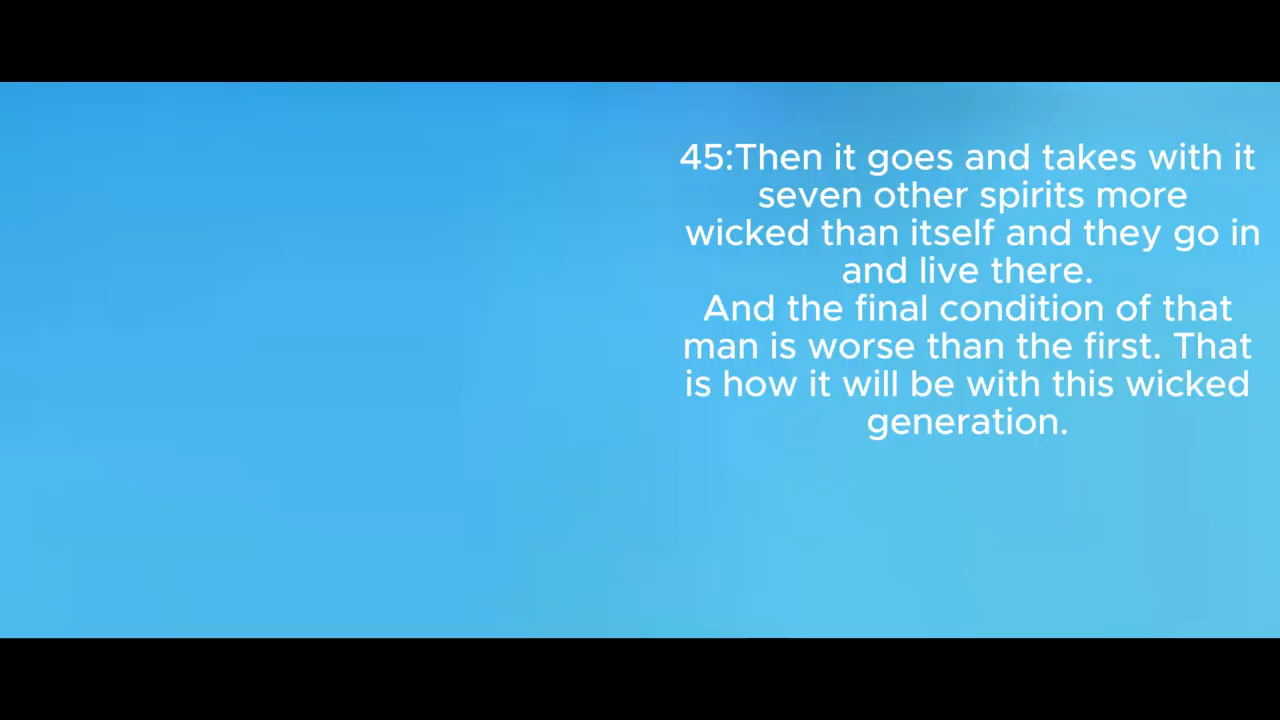 45:Then it goes and takes with it
seven other spirits more
wicked than itself and they go in
and live there.
And the final condition of that
man is worse than the first. That
is how it will be with this wicked
generation.